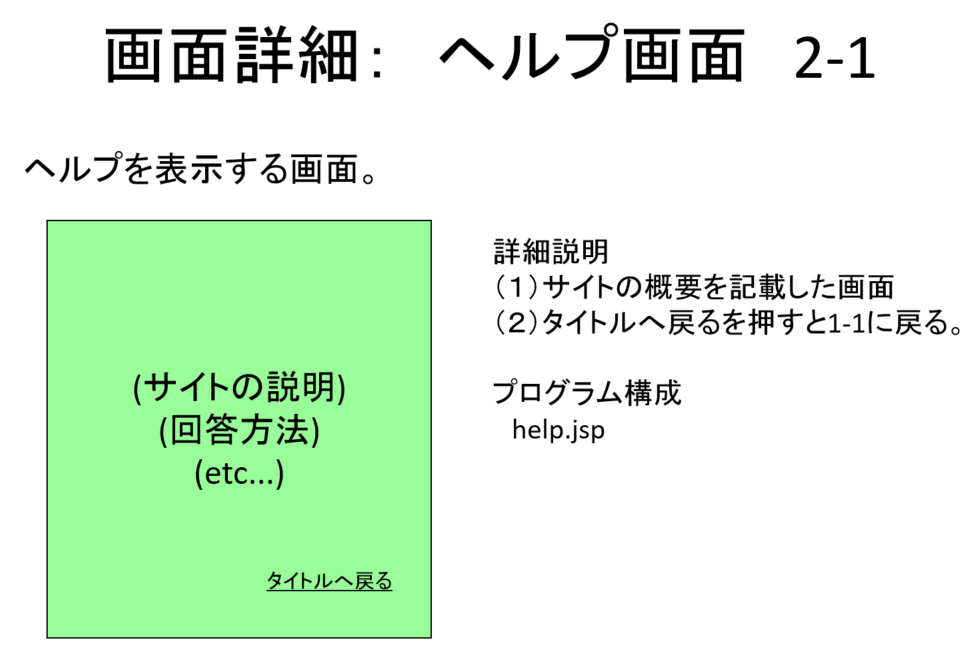 画面詳細： ヘルプ画面 2-1
ヘルプを表示する画面。
(サイトの説明)
(回答方法)
(etc...)
タイトルへ戻る
詳細説明
（１）サイトの概要を記載した画面
（２）タイトルへ戻るを押すと1-1に戻る。
プログラム構成
help.jsp